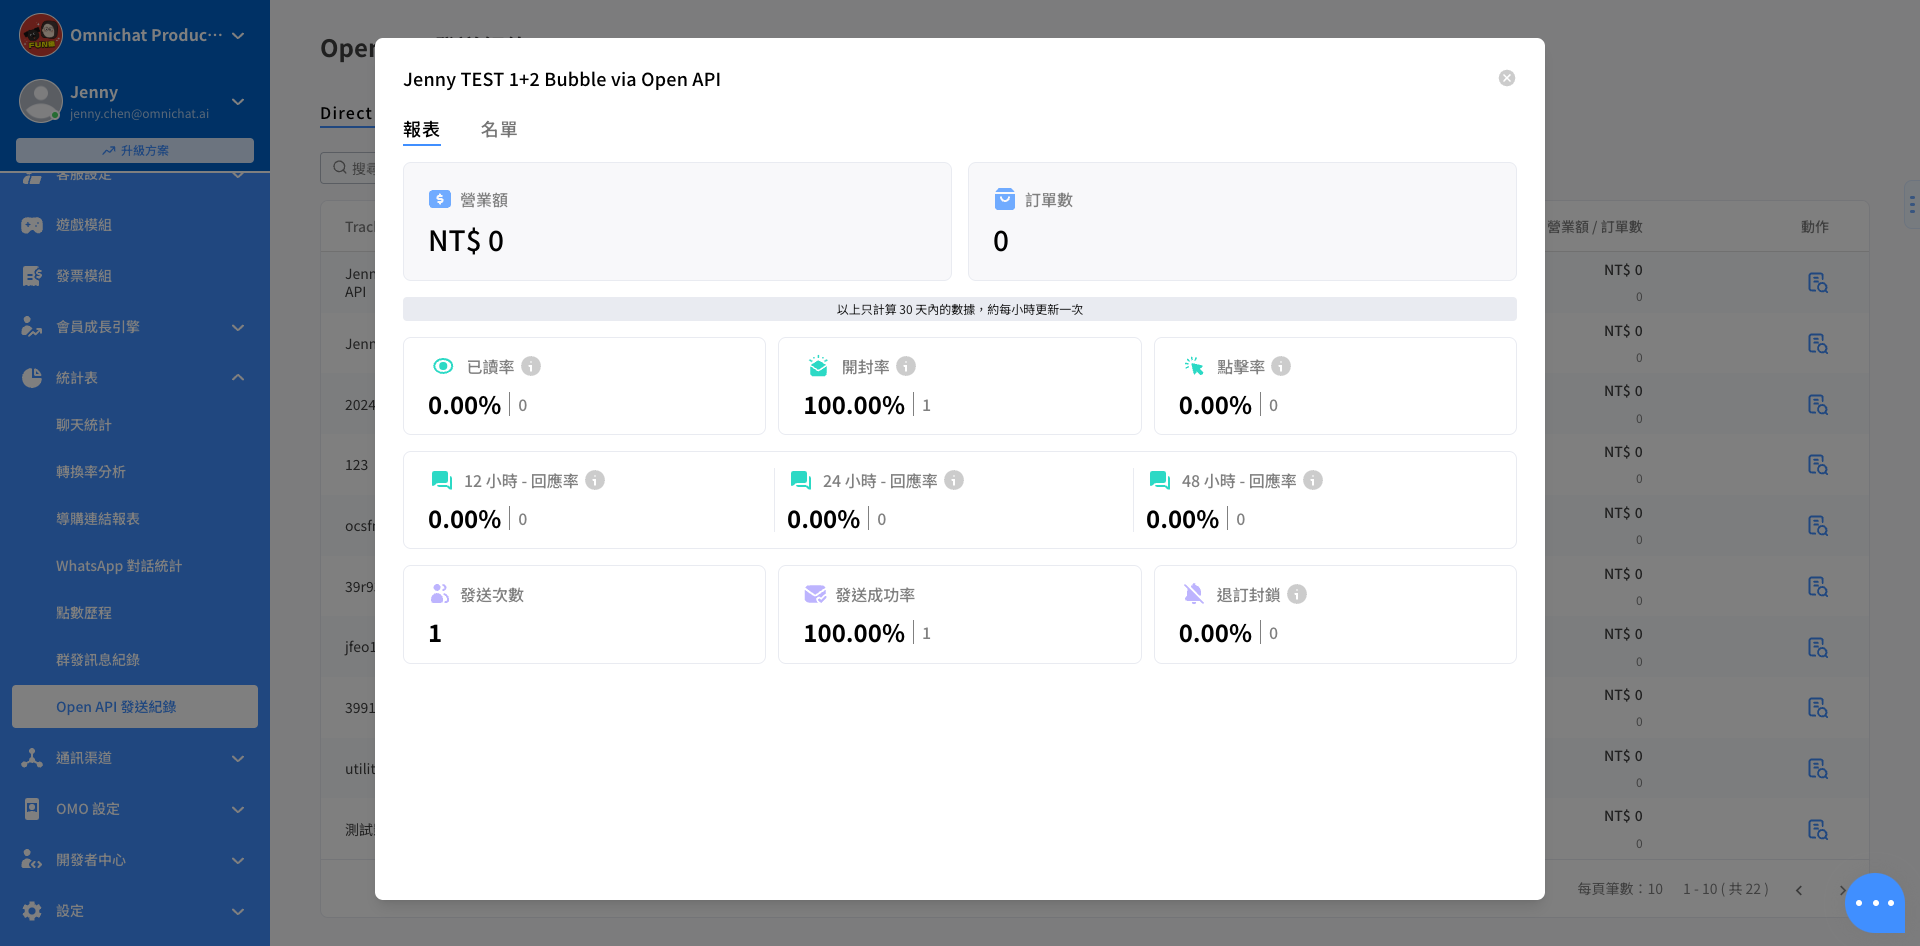 Omnichat Produc···
Jenny
jenny.chen@omnichat.ai
升級方案
客服設定
遊戲模組
發票模組
會員成長引擎
統計表
聊天統計
轉換率分析
導購連結報表
WhatsApp 對話統計
點數歷程
群發訊息紀錄
Open API 發送紀錄
通訊渠道
OMO 設定
開發者中心
設定
Open
Direct
搜尋
Jenny TEST 1+2 Bubble via Open API
報表 名單
營業額
NT$ 0
訂單數
0
以上只計算 30 天內的數據，約每小時更新一次
已讀率
0.00% 0
開封率
100.00% 1
點擊率
0.00% 0
12 小時 - 回應率
0.00% 0
24 小時 - 回應率
0.00% 0
48 小時 - 回應率
0.00% 0
發送次數
1
發送成功率
100.00% 1
退訂封鎖
0.00% 0
Trac
Jenn
API
Jenn
2024
123
ocsfr
39r9
jfeo1
3991
utilit
測試
營業額 / 訂單數 動作
NT$ 0
0
NT$ 0
0
NT$ 0
0
NT$ 0
0
NT$ 0
0
NT$ 0
0
NT$ 0
0
NT$ 0
0
NT$ 0
0
NT$ 0
0
每頁筆數：10 1 - 10 ( 共 22 )